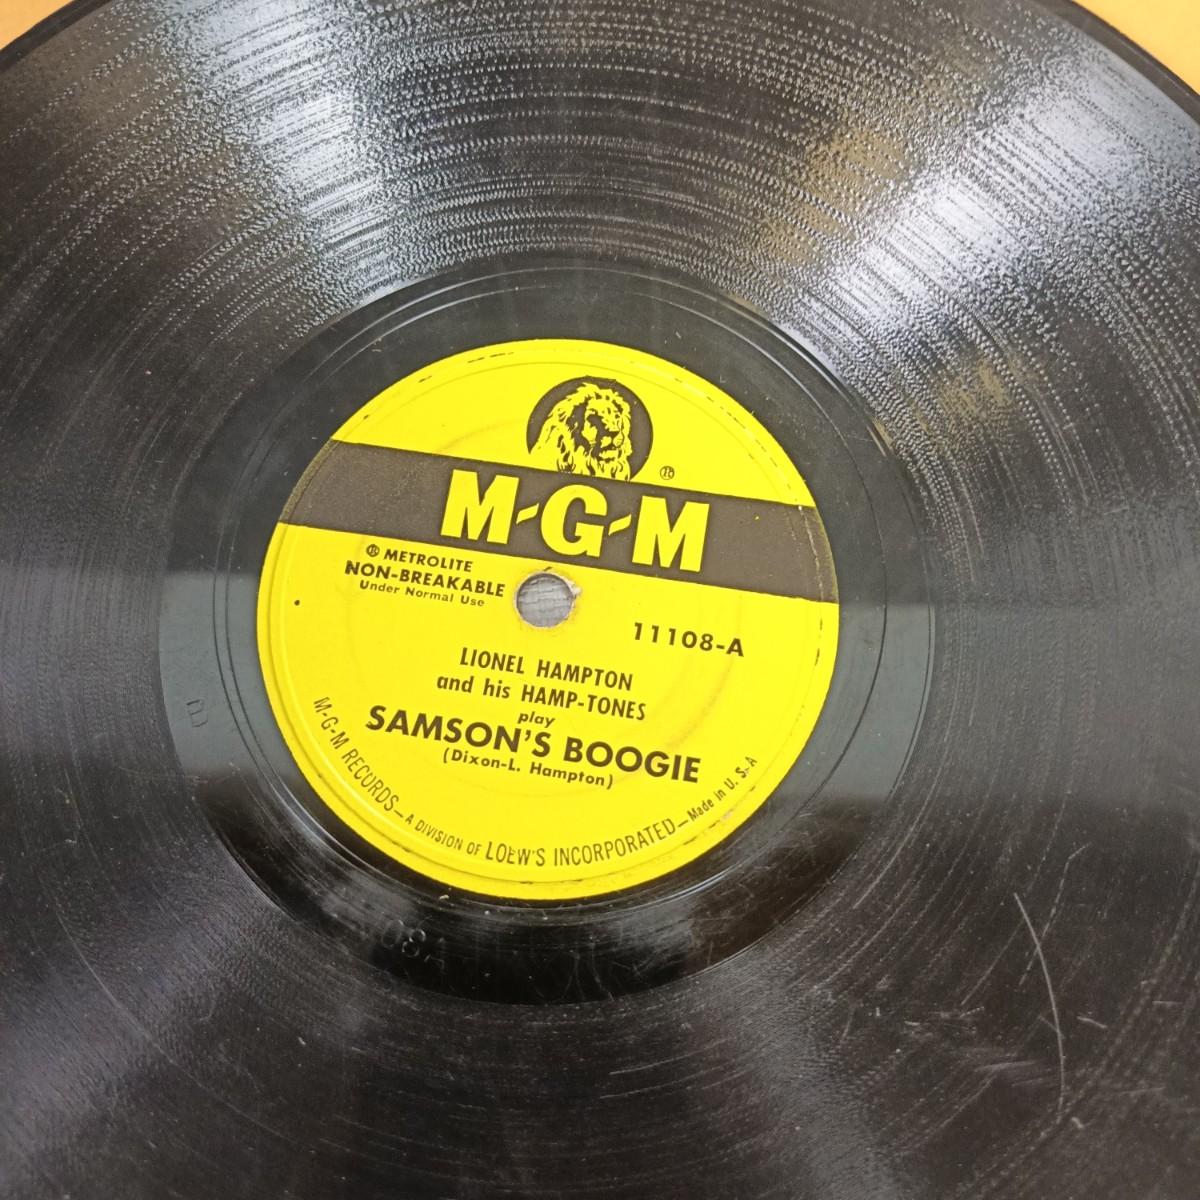 ®
M-G-M
® METROLITE
NON-BREAKABLE
Under Normal Use
11108-A
LIONEL HAMPTON
and his HAMP-TONES
play
SAMSON'S BOOGIE
(Dixon-L. Hampton)
M-G-M RECORDS—A DIVISION OF LOEW'S INCORPORATED—Made in U. S. A